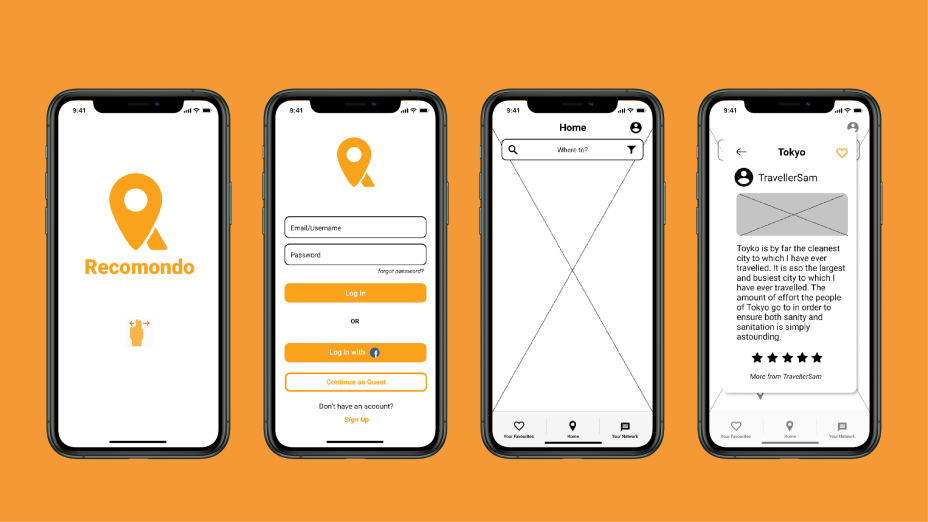 9:41
Recomondo
9:41
Email/Username
Password
forgot password?
Log in
OR
Log in with
Continue as Guest
Don't have an account?
Sign Up
9:41
Home
Where to?
Your Favourites
Home
Your Network
9:41
Tokyo
TravellerSam
Toyko is by far the cleanest
city to which I have ever
travelled. It is aso the largest
and busiest city to which I
have ever travelled. The
amount of effort the people
of Tokyo go to in order to
ensure both sanity and
sanitation is simply
astounding.
More from TravellerSam
Your Favourites
Home
Your Network